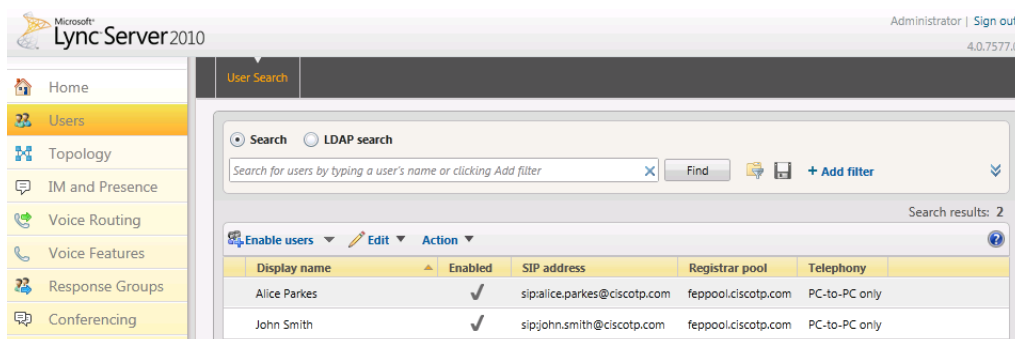 Microsoft®
Lync Server 2010
Administrator | Sign out
4.0.7577.0
Home
Users
Topology
IM and Presence
Voice Routing
Voice Features
Response Groups
Conferencing
User Search
Search LDAP search
Search for users by typing a user's name or clicking Add filter
Find
+ Add filter
Search results: 2
Enable users Edit Action
Display name Enabled SIP address Registrar pool Telephony
Alice Parkes sip:alice.parkes@ciscotp.com feppool.ciscotp.com PC-to-PC only
John Smith sip:john.smith@ciscotp.com feppool.ciscotp.com PC-to-PC only